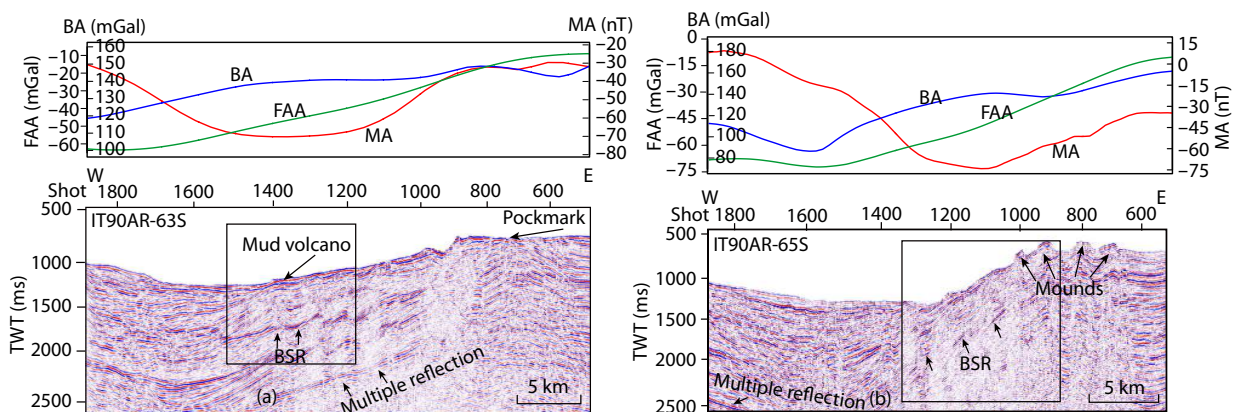 BA (mGal)
MA (nT)
FAA (mGal)
−10
−20
−30
−40
−50
−60
160
150
140
130
120
110
100
−20
−30
−40
−50
−60
−70
−80
BA
FAA
MA
W
E
Shot 1800 1600 1400 1200 1000 800 600
500
1000
1500
2000
2500
TWT (ms)
IT90AR-63S
Mud volcano
Pockmark
BSR
Multiple reflection
(a)
5 km
BA (mGal)
FAA (mGal)
0
−15
−30
−45
−60
−75
180
160
140
120
100
80
15
0
−15
−30
−45
−60
−75
MA (nT)
BA
FAA
MA
W
E
Shot 1800 1600 1400 1200 1000 800 600
500
1000
1500
2000
2500
TWT (ms)
IT90AR-65S
Mounds
BSR
Multiple reflection
(b)
5 km